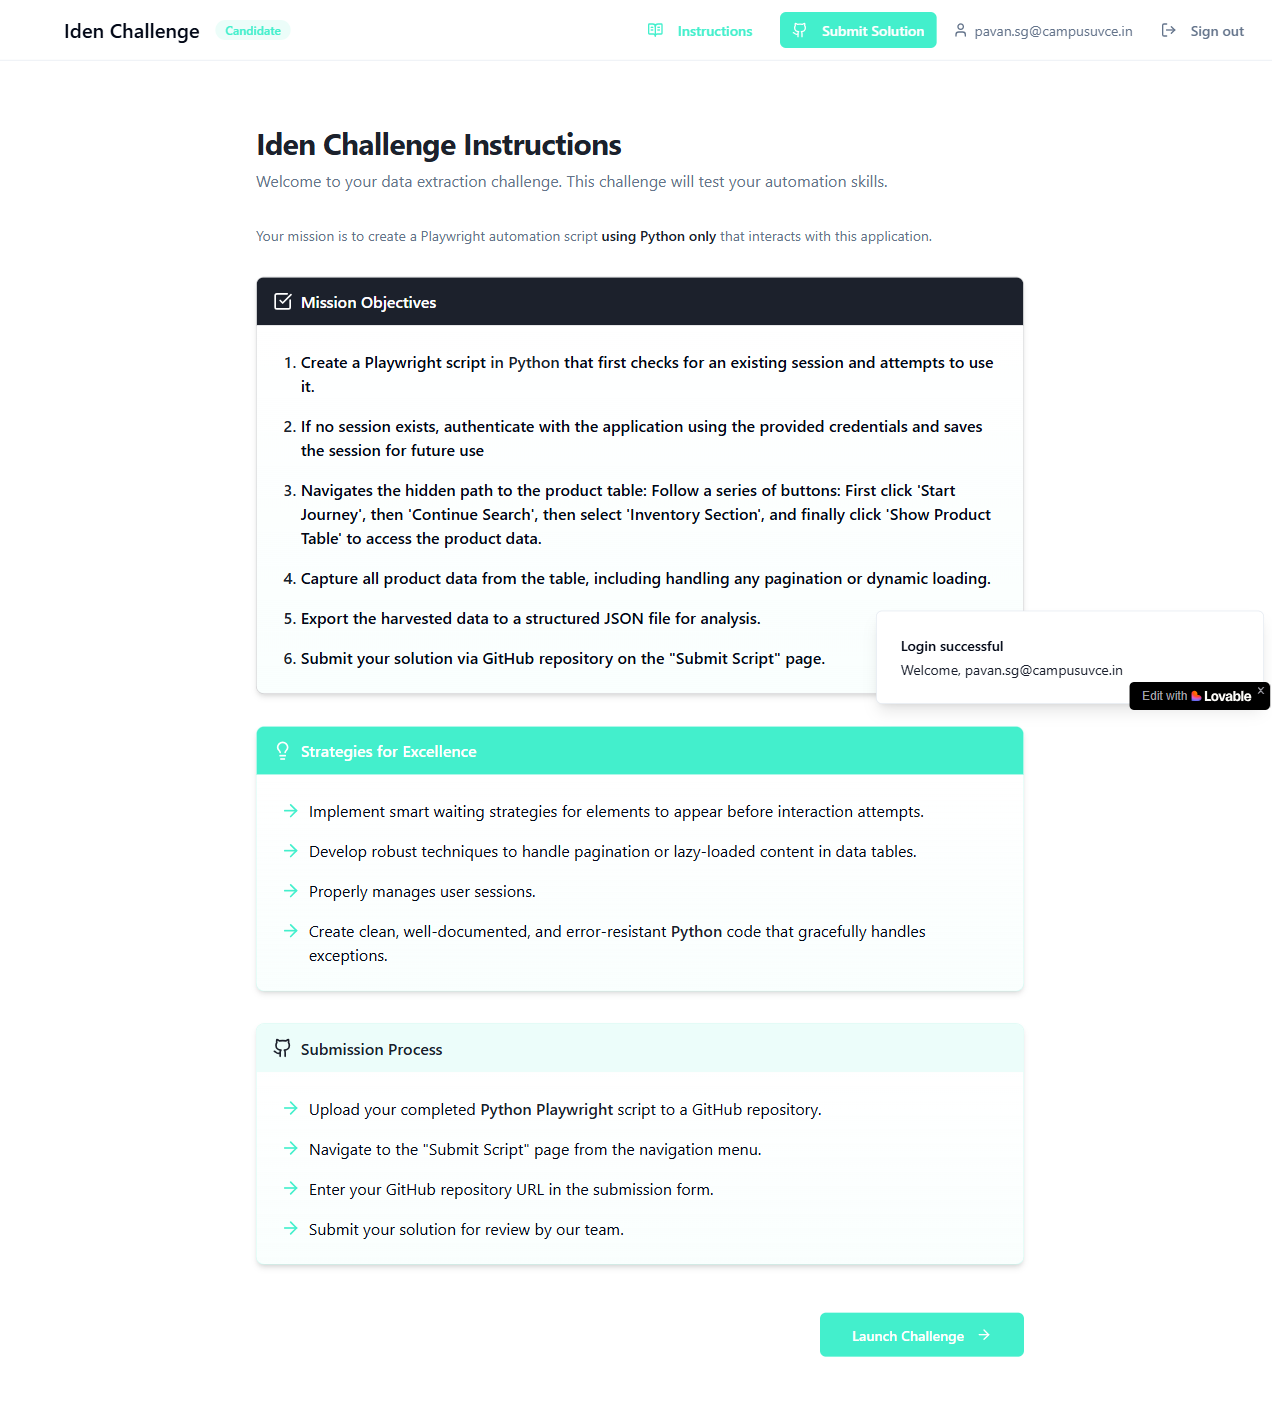 Iden Challenge Candidate Instructions Submit Solution pavan.sg@campusuvce.in Sign out
Iden Challenge Instructions
Welcome to your data extraction challenge. This challenge will test your automation skills.
Your mission is to create a Playwright automation script using Python only that interacts with this application.
Mission Objectives
1. Create a Playwright script in Python that first checks for an existing session and attempts to use
it.
2. If no session exists, authenticate with the application using the provided credentials and saves
the session for future use
3. Navigates the hidden path to the product table: Follow a series of buttons: First click 'Start
Journey', then 'Continue Search', then select 'Inventory Section', and finally click 'Show Product
Table' to access the product data.
4. Capture all product data from the table, including handling any pagination or dynamic loading.
5. Export the harvested data to a structured JSON file for analysis.
6. Submit your solution via GitHub repository on the "Submit Script" page.
Login successful
Welcome, pavan.sg@campusuvce.in
Edit with Lovable ×
Strategies for Excellence
Implement smart waiting strategies for elements to appear before interaction attempts.
Develop robust techniques to handle pagination or lazy-loaded content in data tables.
Properly manages user sessions.
Create clean, well-documented, and error-resistant Python code that gracefully handles
exceptions.
Submission Process
Upload your completed Python Playwright script to a GitHub repository.
Navigate to the "Submit Script" page from the navigation menu.
Enter your GitHub repository URL in the submission form.
Submit your solution for review by our team.
Launch Challenge